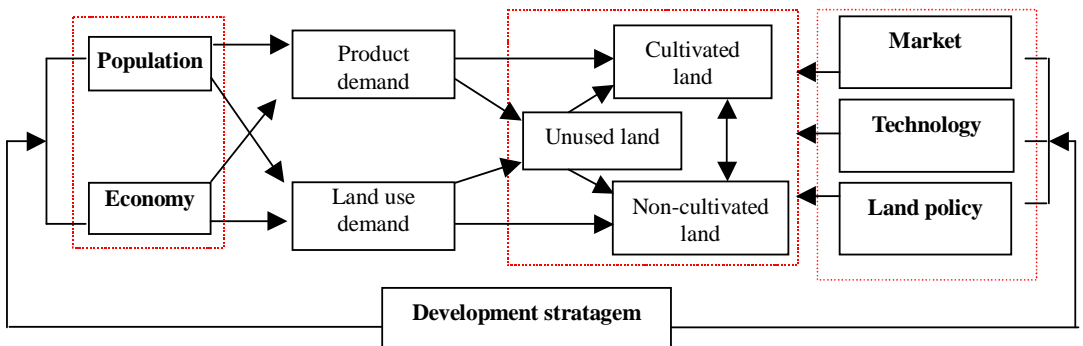 Population
Economy
Product
demand
Land use
demand
Cultivated
land
Unused land
Non-cultivated
land
Market
Technology
Land policy
Development stratagem